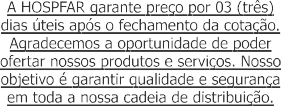 A HOSPFAR garante preço por 03 (três)
dias úteis após o fechamento da cotação.
Agradecemos a oportunidade de poder
ofertar nossos produtos e serviços. Nosso
objetivo é garantir qualidade e segurança
em toda a nossa cadeia de distribuição.